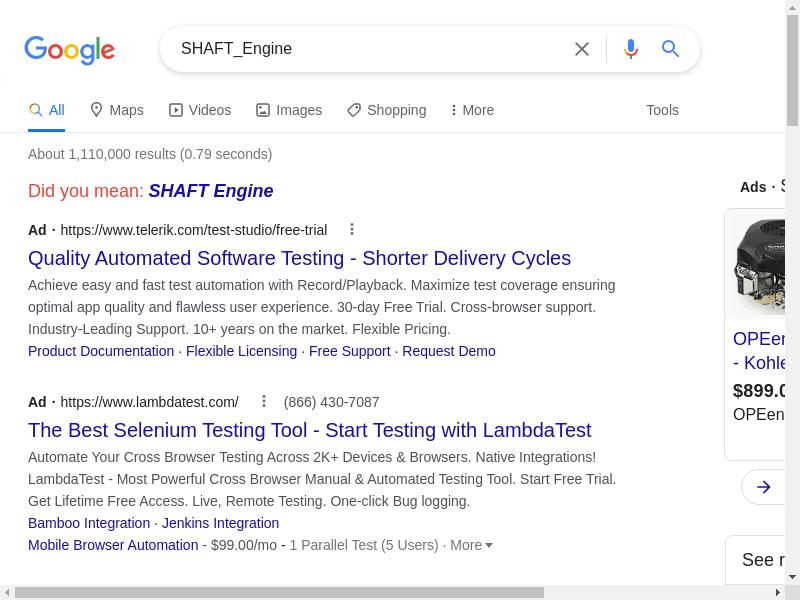 Google
SHAFT_Engine
All Maps Videos Images Shopping More Tools
About 1,110,000 results (0.79 seconds)
Did you mean: SHAFT Engine
Ad · https://www.telerik.com/test-studio/free-trial
Quality Automated Software Testing - Shorter Delivery Cycles
Achieve easy and fast test automation with Record/Playback. Maximize test coverage ensuring
optimal app quality and flawless user experience. 30-day Free Trial. Cross-browser support.
Industry-Leading Support. 10+ years on the market. Flexible Pricing.
Product Documentation · Flexible Licensing · Free Support · Request Demo
Ad · https://www.lambdatest.com/ (866) 430-7087
The Best Selenium Testing Tool - Start Testing with LambdaTest
Automate Your Cross Browser Testing Across 2K+ Devices & Browsers. Native Integrations!
LambdaTest - Most Powerful Cross Browser Manual & Automated Testing Tool. Start Free Trial.
Get Lifetime Free Access. Live, Remote Testing. One-click Bug logging.
Bamboo Integration · Jenkins Integration
Mobile Browser Automation - $99.00/mo - 1 Parallel Test (5 Users) · More
Ads ·
OPEen
- Kohle
$899.0
OPEen
See